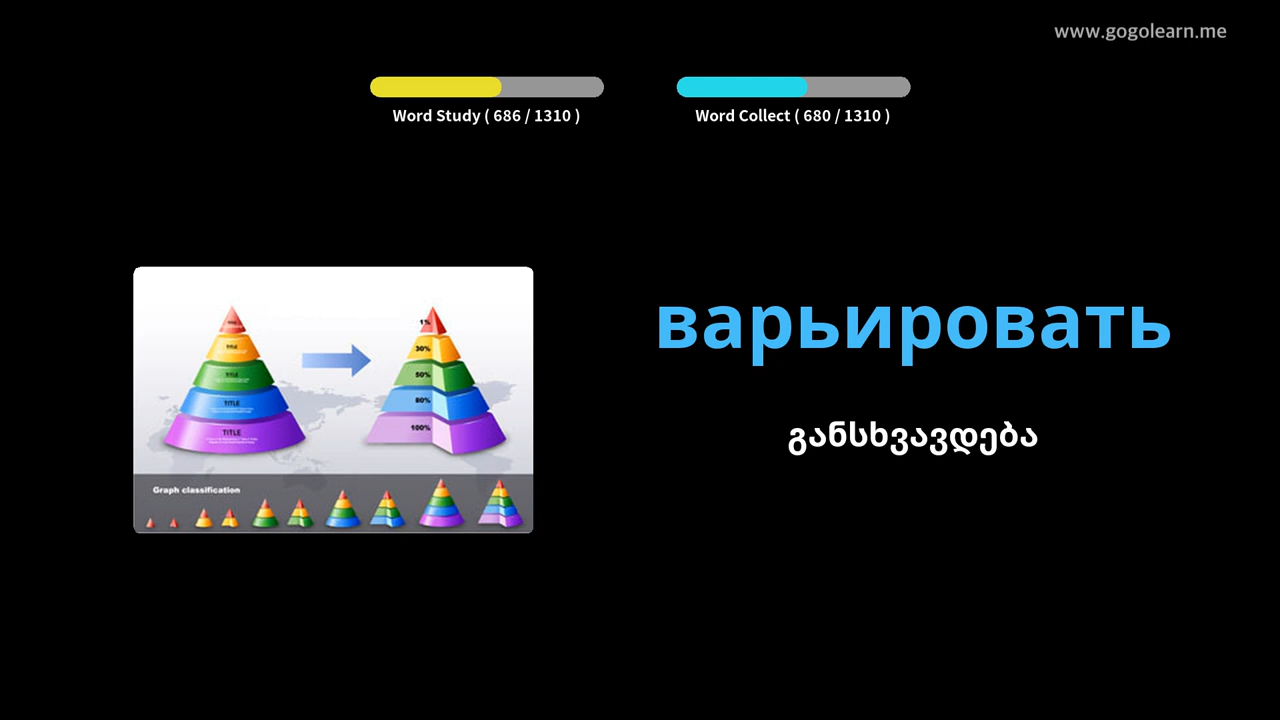 www.gogolearn.me
Word Study ( 686 / 1310 )
Word Collect ( 680 / 1310 )
варьировать
განსხვავდება
TITLE
TITLE
TITLE
TITLE
1%
30%
50%
80%
100%
Graph classification